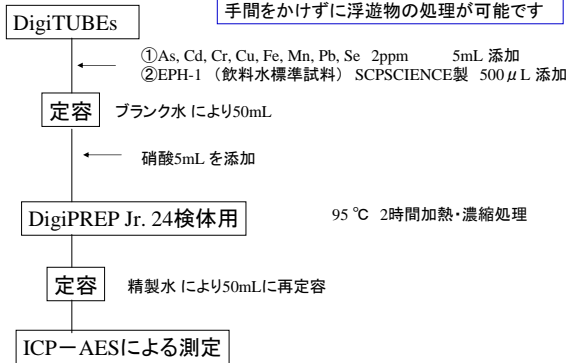 手間をかけずに浮遊物の処理が可能です
DigiTUBEs
①As, Cd, Cr, Cu, Fe, Mn, Pb, Se 2ppm 5mL 添加
②EPH-1 （飲料水標準試料） SCPSCIENCE製 500μL 添加
定容 ブランク水 により50mL
硝酸5mL を添加
DigiPREP Jr. 24検体用 95 ℃ 2時間加熱・濃縮処理
定容 精製水 により50mLに再定容
ICP－AESによる測定